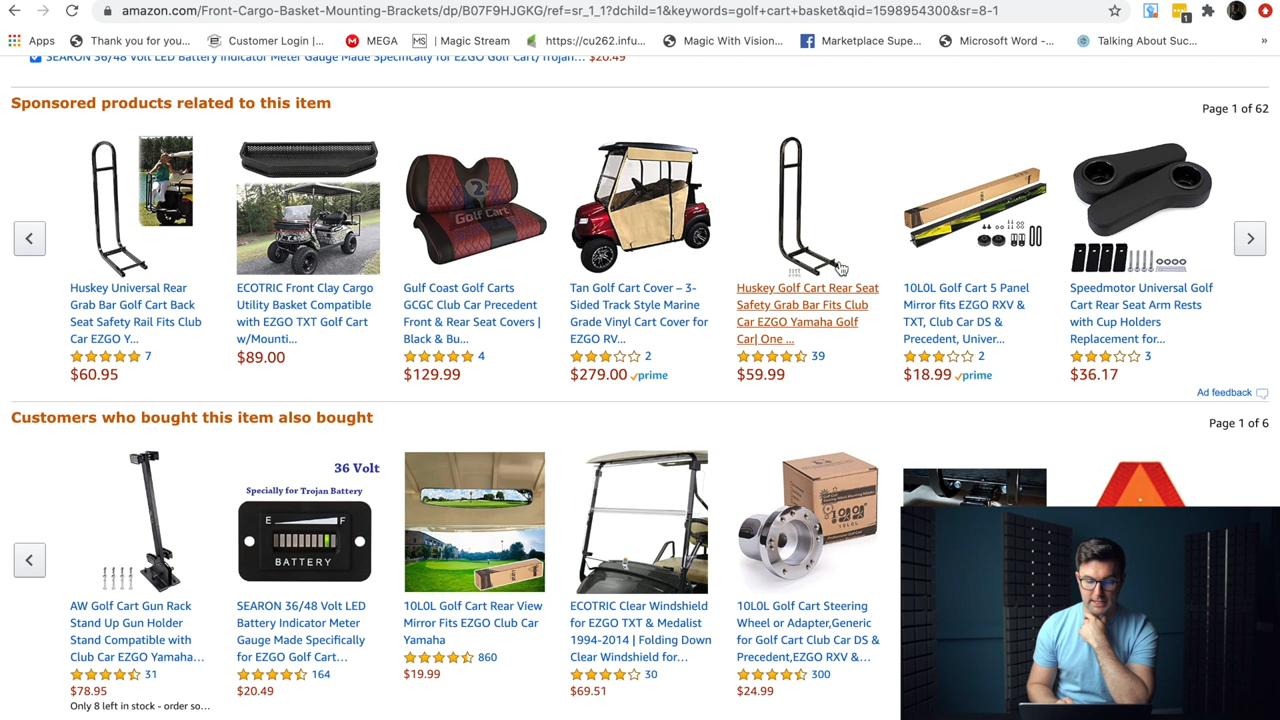 amazon.com/Front-Cargo-Basket-Mounting-Brackets/dp/B07F9HJGKG/ref=sr_1_1?dchild=1&keywords=golf+cart+basket&qid=1598954300&sr=8-1
1
Apps
Thank you for you...
Customer Login |...
MEGA
MS
| Magic Stream
https://cu262.infu...
Magic With Vision...
Marketplace Supe...
Microsoft Word -...
Talking About Suc...
»
SEARON 36/48 Volt LED Battery Indicator Meter Gauge Made Specifically for EZGO Golf Cart/Trojan... $20.49
Sponsored products related to this item
Page 1 of 62
Golf Cart
Huskey Universal Rear
Grab Bar Golf Cart Back
Seat Safety Rail Fits Club
Car EZGO Y...
7
$60.95
ECOTRIC Front Clay Cargo
Utility Basket Compatible
with EZGO TXT Golf Cart
w/Mounti...
$89.00
Gulf Coast Golf Carts
GCGC Club Car Precedent
Front & Rear Seat Covers |
Black & Bu...
4
$129.99
Tan Golf Cart Cover – 3-
Sided Track Style Marine
Grade Vinyl Cart Cover for
EZGO RV...
2
$279.00 prime
Huskey Golf Cart Rear Seat
Safety Grab Bar Fits Club
Car EZGO Yamaha Golf
Car| One ...
39
$59.99
10L0L Golf Cart 5 Panel
Mirror fits EZGO RXV &
TXT, Club Car DS &
Precedent, Univer...
2
$18.99 prime
Speedmotor Universal Golf
Cart Rear Seat Arm Rests
with Cup Holders
Replacement for...
3
$36.17
Ad feedback
Customers who bought this item also bought
Page 1 of 6
36 Volt
Specially for Trojan Battery
E F
BATTERY
10L0L
AW Golf Cart Gun Rack
Stand Up Gun Holder
Stand Compatible with
Club Car EZGO Yamaha...
31
$78.95
Only 8 left in stock - order so...
SEARON 36/48 Volt LED
Battery Indicator Meter
Gauge Made Specifically
for EZGO Golf Cart...
164
$20.49
10L0L Golf Cart Rear View
Mirror Fits EZGO Club Car
Yamaha
860
$19.99
ECOTRIC Clear Windshield
for EZGO TXT & Medalist
1994-2014 | Folding Down
Clear Windshield for...
30
$69.51
10L0L Golf Cart Steering
Wheel or Adapter,Generic
for Golf Cart Club Car DS &
Precedent,EZGO RXV &...
300
$24.99